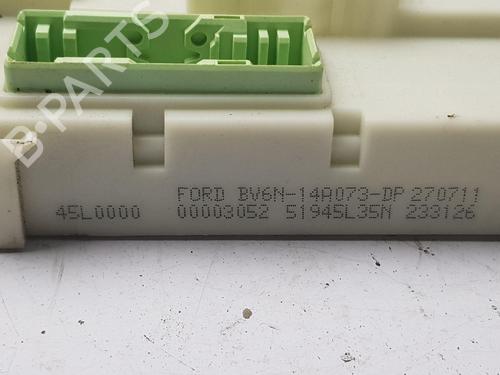 B-PARTS
FORD BV6N-14A073-DP 270711
45L0000 00003052 51945L35N 233126